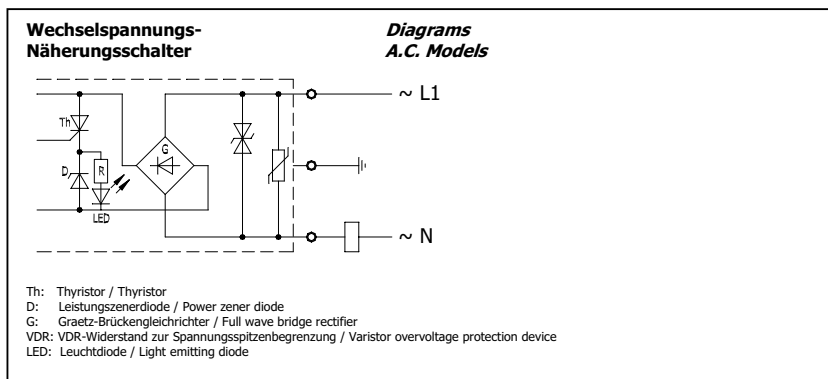 Wechselspannungs-
Näherungsschalter
Diagrams
A.C. Models
~ L1
Th
G
D
R
LED
~ N
Th: Thyristor / Thyristor
D: Leistungszenerdiode / Power zener diode
G: Graetz-Brückengleichrichter / Full wave bridge rectifier
VDR: VDR-Widerstand zur Spannungsspitzenbegrenzung / Varistor overvoltage protection device
LED: Leuchtdiode / Light emitting diode